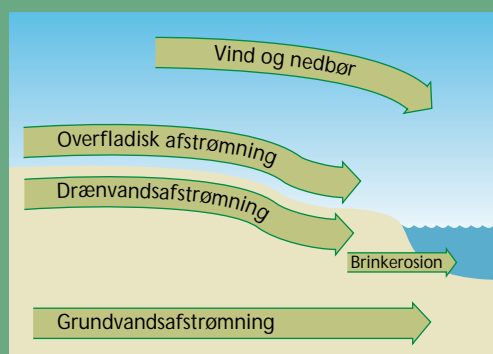 Vind og nedbør
Overfladisk afstrømning
Drænvandsafstrømning
Brinkerosion
Grundvandsafstrømning